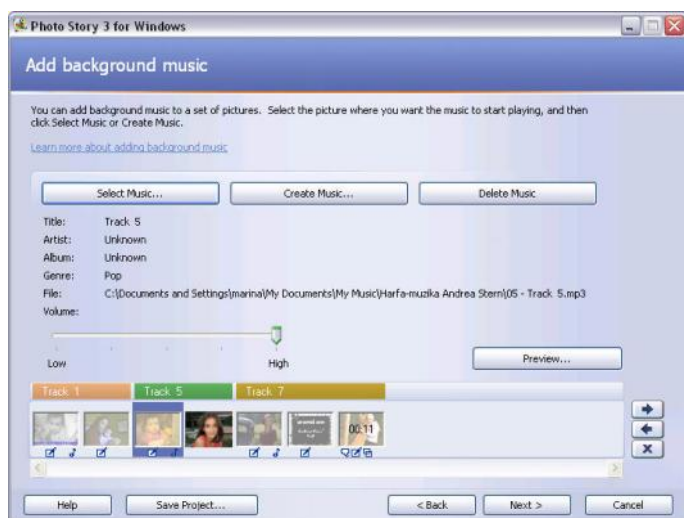 Photo Story 3 for Windows
Add background music
You can add background music to a set of pictures. Select the picture where you want the music to start playing, and then
click Select Music or Create Music.
Learn more about adding background music
Select Music...
Create Music...
Delete Music
Title: Track 5
Artist: Unknown
Album: Unknown
Genre: Pop
File: C:\Documents and Settings\marina\My Documents\My Music\Harfa-muzika Andrea Stern\05 - Track 5.mp3
Volume:
Low
High
Preview...
Track 1
Track 5
Track 7
00:11
Help
Save Project...
< Back
Next >
Cancel